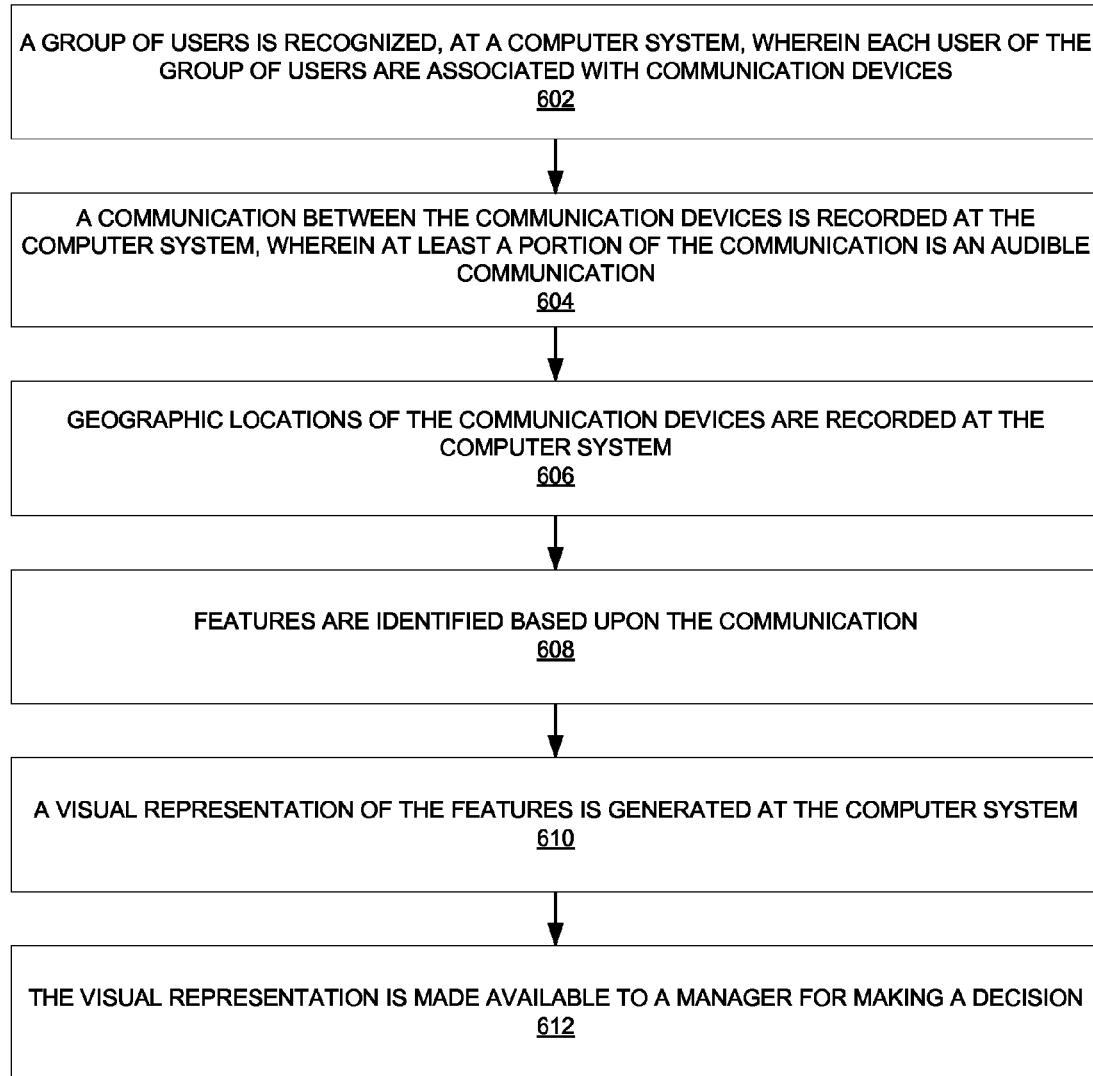 A GROUP OF USERS IS RECOGNIZED, AT A COMPUTER SYSTEM, WHEREIN EACH USER OF THE
GROUP OF USERS ARE ASSOCIATED WITH COMMUNICATION DEVICES
602
A COMMUNICATION BETWEEN THE COMMUNICATION DEVICES IS RECORDED AT THE
COMPUTER SYSTEM, WHEREIN AT LEAST A PORTION OF THE COMMUNICATION IS AN AUDIBLE
COMMUNICATION
604
GEOGRAPHIC LOCATIONS OF THE COMMUNICATION DEVICES ARE RECORDED AT THE
COMPUTER SYSTEM
606
FEATURES ARE IDENTIFIED BASED UPON THE COMMUNICATION
608
A VISUAL REPRESENTATION OF THE FEATURES IS GENERATED AT THE COMPUTER SYSTEM
610
THE VISUAL REPRESENTATION IS MADE AVAILABLE TO A MANAGER FOR MAKING A DECISION
612